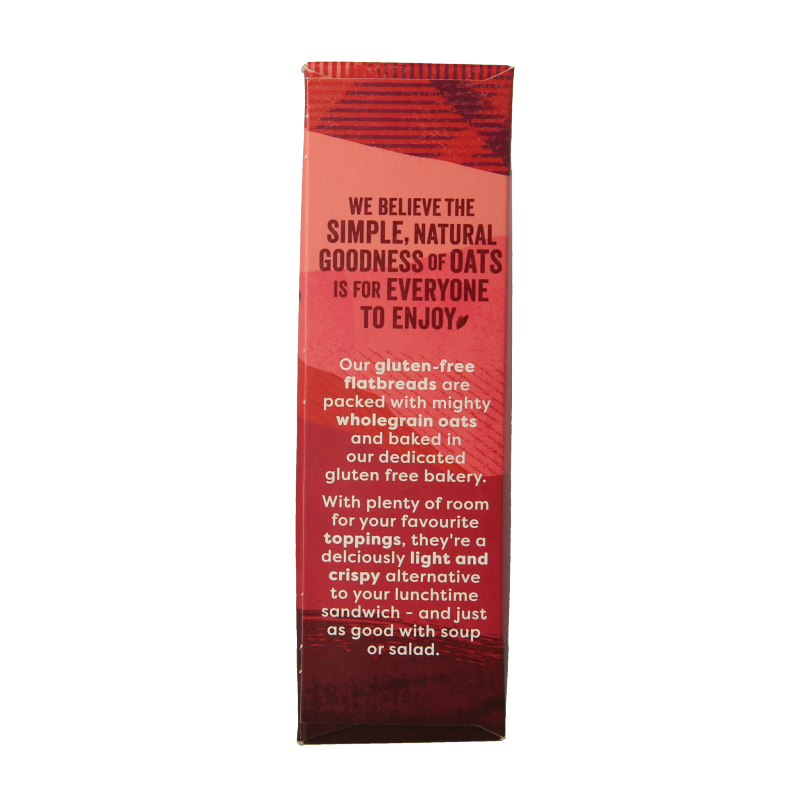 WE BELIEVE THE
SIMPLE, NATURAL
GOODNESS OF OATS
IS FOR EVERYONE
TO ENJOY
Our gluten-free
flatbreads are
packed with mighty
wholegrain oats
and baked in
our dedicated
gluten free bakery.
With plenty of room
for your favourite
toppings, they're a
delciously light and
crispy alternative
to your lunchtime
sandwich - and just
as good with soup
or salad.